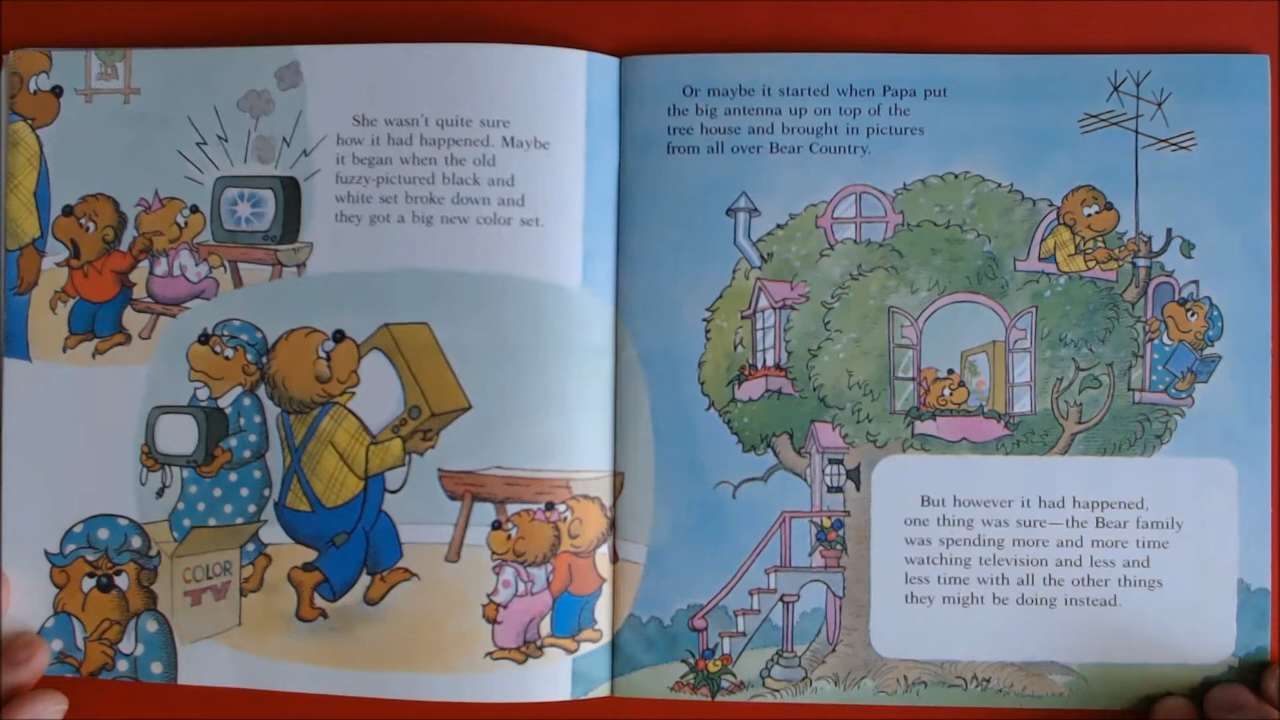 She wasn't quite sure
how it had happened. Maybe
it began when the old
fuzzy-pictured black and
white set broke down and
they got a big new color set.
COLOR
TV
Or maybe it started when Papa put
the big antenna up on top of the
tree house and brought in pictures
from all over Bear Country.
But however it had happened,
one thing was sure—the Bear family
was spending more and more time
watching television and less and
less time with all the other things
they might be doing instead.